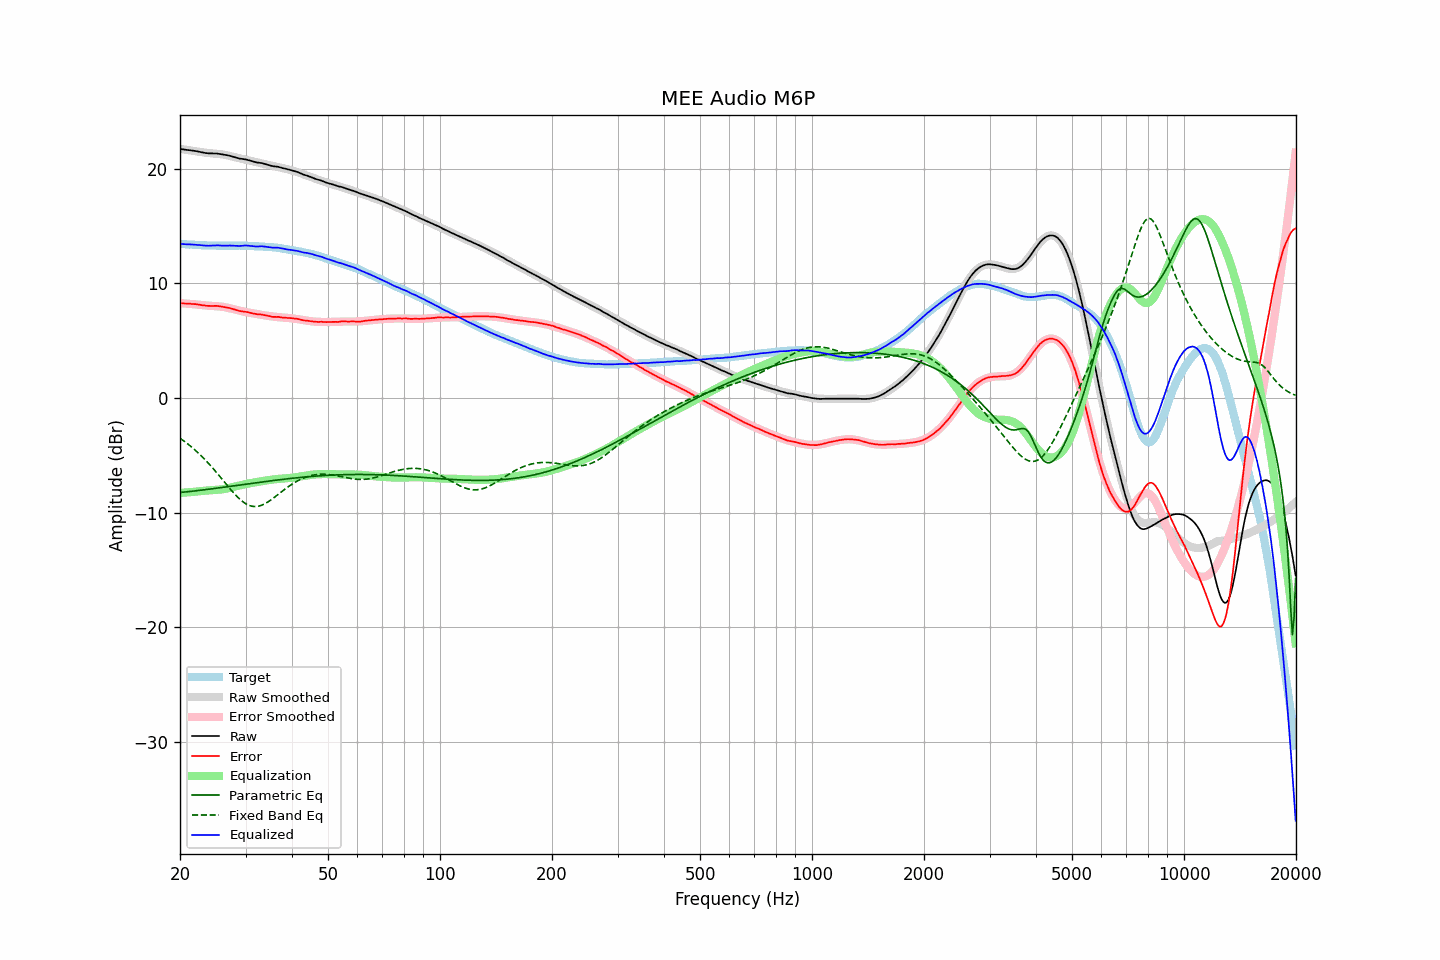 MEE Audio M6P
Amplitude (dBr)
20
10
0
−10
−20
−30
Target
Raw Smoothed
Error Smoothed
Raw
Error
Equalization
Parametric Eq
Fixed Band Eq
Equalized
20 50 100 200 500 1000 2000 5000 10000 20000
Frequency (Hz)